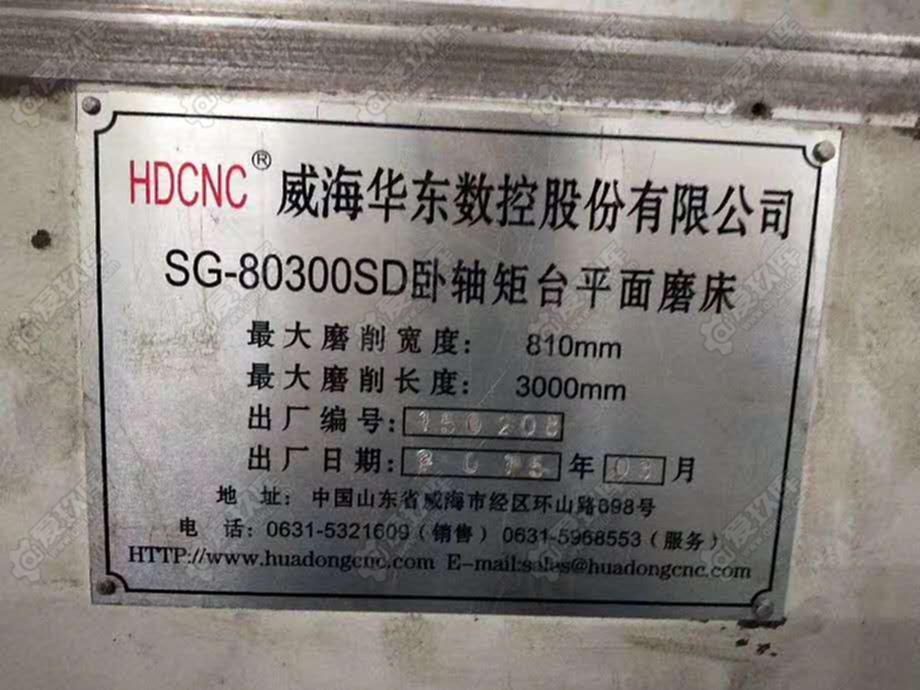 HDCNC® 威海华东数控股份有限公司
SG-80300SD卧轴矩台平面磨床
最大磨削宽度: 810mm
最大磨削长度: 3000mm
出厂编号: 150208
出厂日期: 2015 年 03 月
地 址: 中国山东省威海市经区环山路698号
电 话: 0631-5321609 (销售) 0631-5968553 (服务)
HTTP://www.huadongcnc.com E-mail:sales@huadongcnc.com